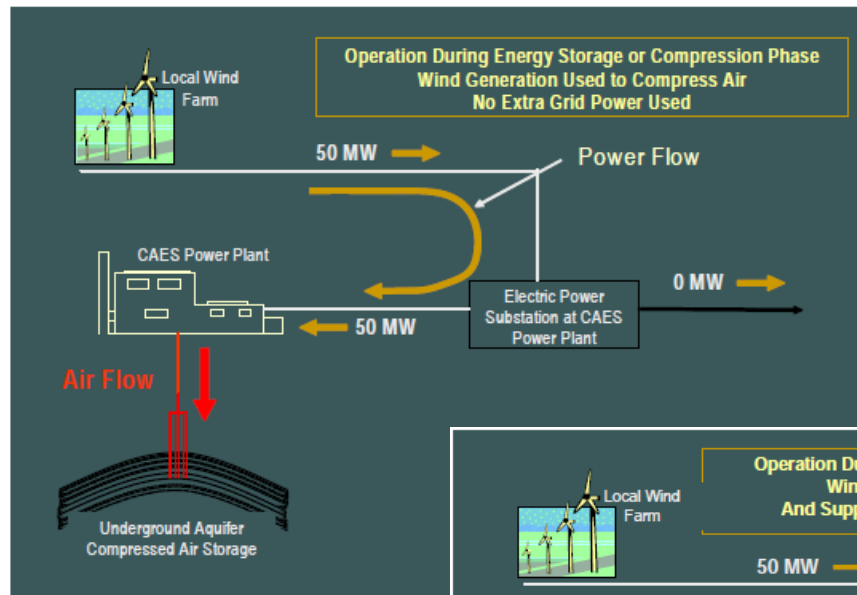 Operation During Energy Storage or Compression Phase
Wind Generation Used to Compress Air
No Extra Grid Power Used
Local Wind
Farm
50 MW
Power Flow
CAES Power Plant
0 MW
Electric Power
Substation at CAES
Power Plant
50 MW
Air Flow
Underground Aquifer
Compressed Air Storage
Operation Du
Win
And Supp
Local Wind
Farm
50 MW